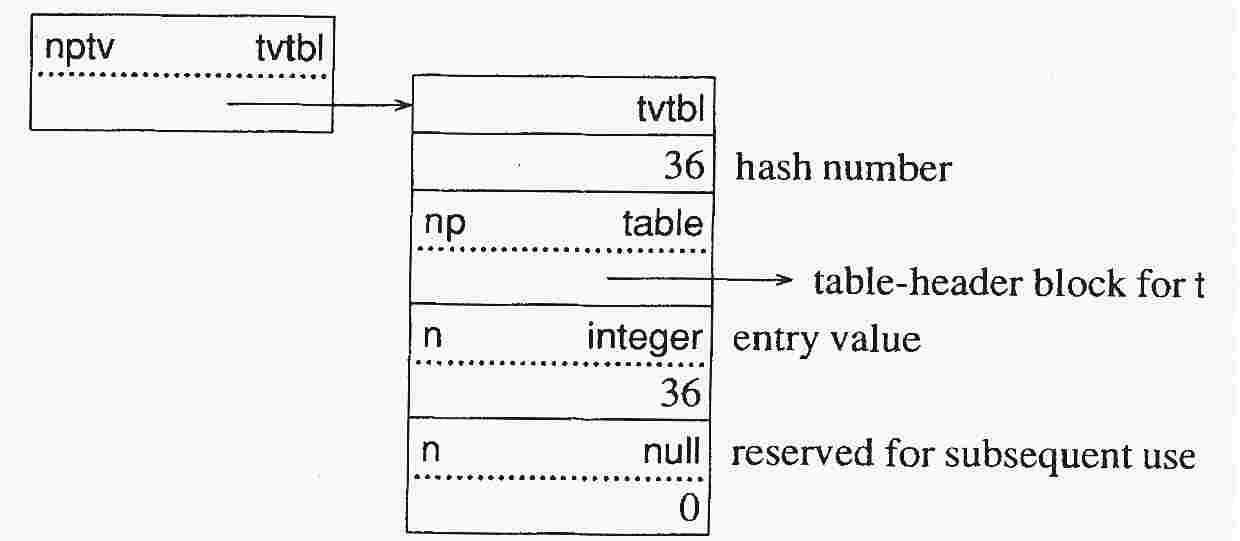 nptv tvtbl
tvtbl
36 hash number
np table
table-header block for t
n integer entry value
36
n null reserved for subsequent use
0